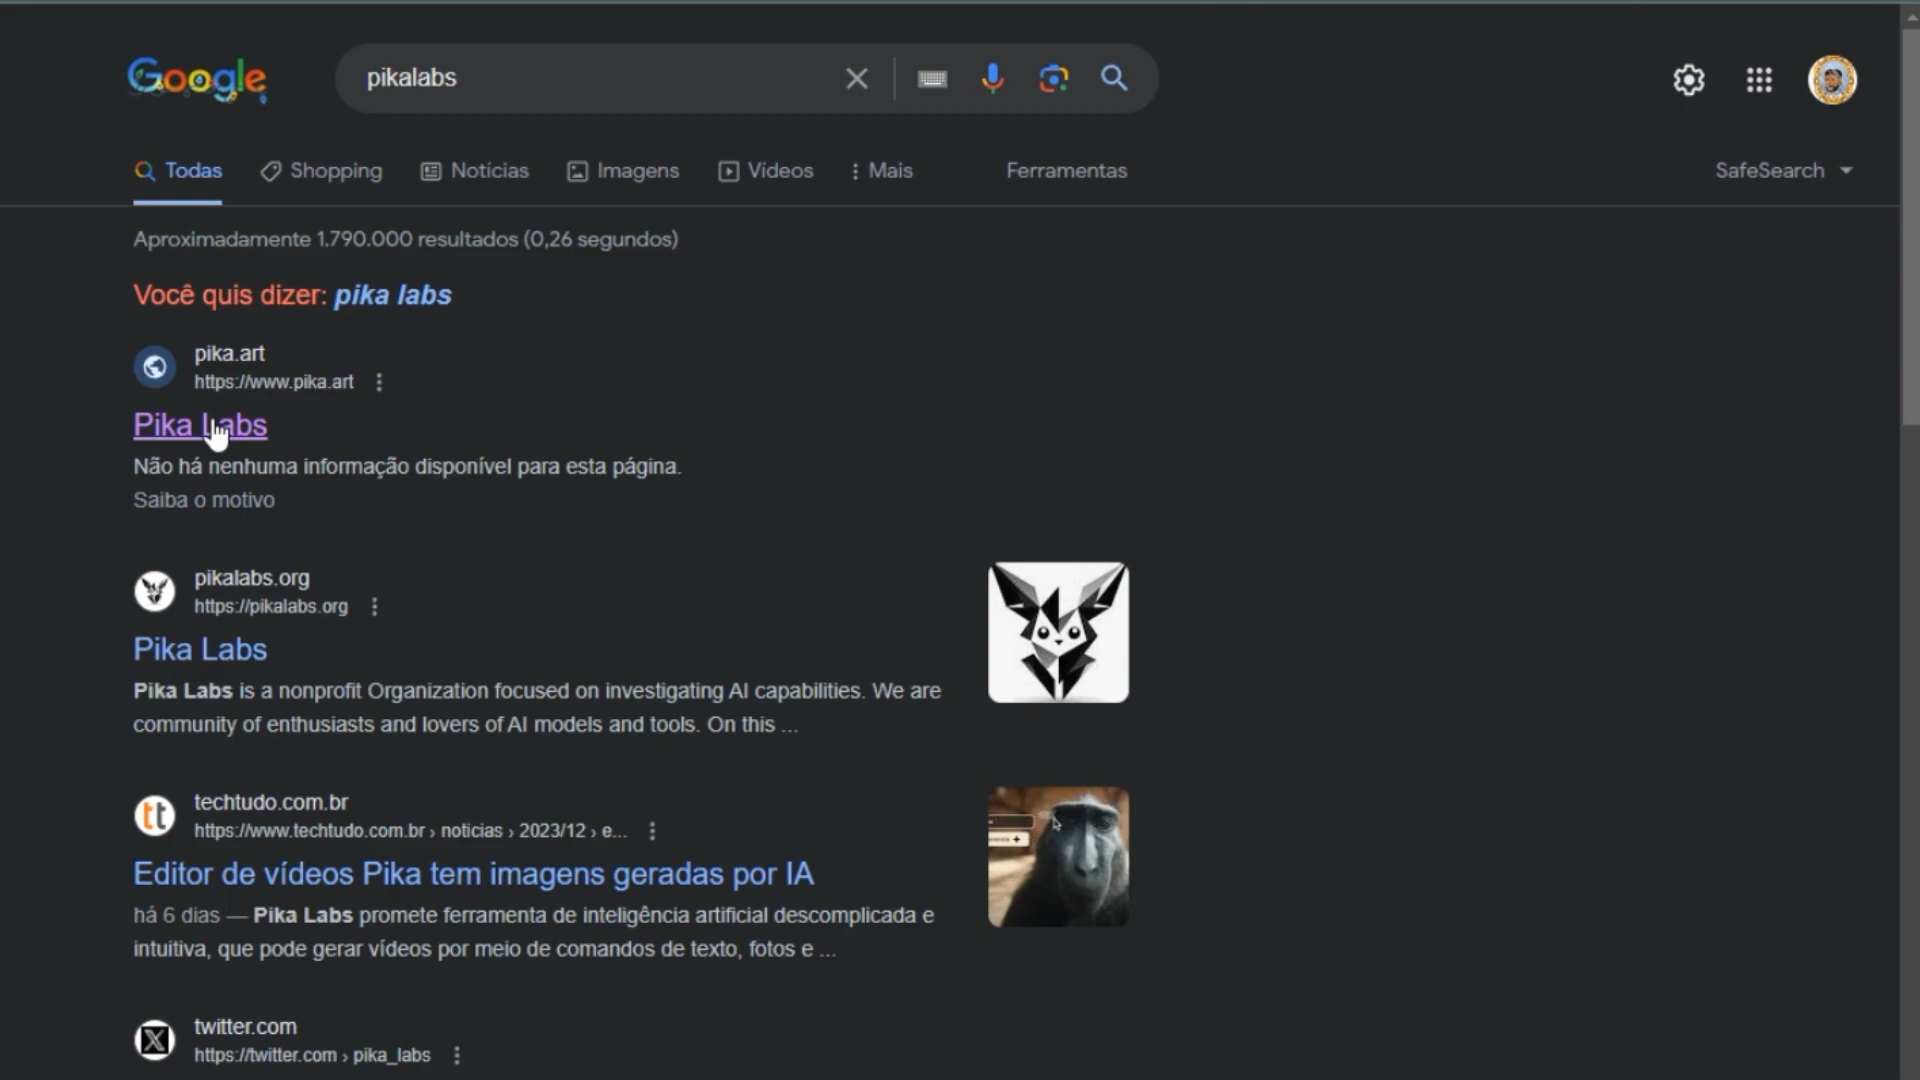 Google
pikalabs
Todas
Shopping
Notícias
Imagens
Vídeos
Mais
Ferramentas
SafeSearch
Aproximadamente 1.790.000 resultados (0,26 segundos)
Você quis dizer: pika labs
pika.art
https://www.pika.art
Pika Labs
Não há nenhuma informação disponível para esta página.
Saiba o motivo
pikalabs.org
https://pikalabs.org
Pika Labs
Pika Labs is a nonprofit Organization focused on investigating AI capabilities. We are
community of enthusiasts and lovers of AI models and tools. On this ...
tt
techtudo.com.br
https://www.techtudo.com.br › noticias › 2023/12 › e...
Editor de vídeos Pika tem imagens geradas por IA
há 6 dias — Pika Labs promete ferramenta de inteligência artificial descomplicada e
intuitiva, que pode gerar vídeos por meio de comandos de texto, fotos e ...
X
twitter.com
https://twitter.com › pika_labs